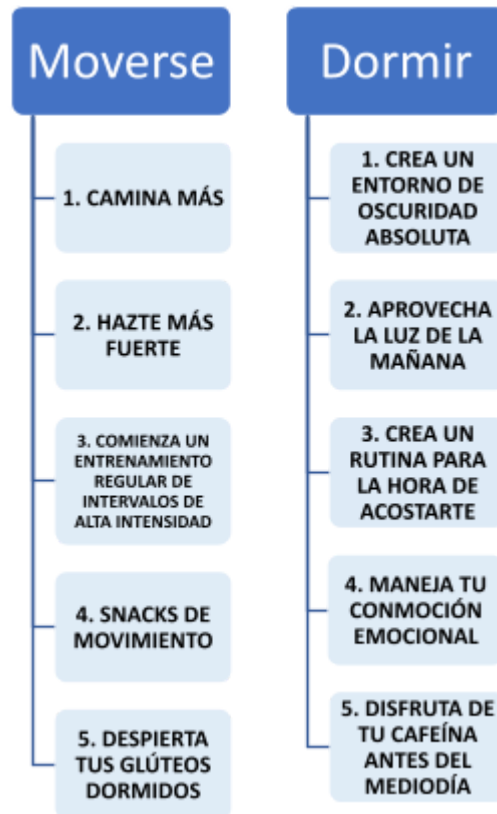 Moverse
1. CAMINA MÁS
2. HAZTE MÁS
FUERTE
3. COMIENZA UN
ENTRENAMIENTO
REGULAR DE
INTERVALOS DE
ALTA INTENSIDAD
4. SNACKS DE
MOVIMIENTO
5. DESPIERTA
TUS GLÚTEOS
DORMIDOS
Dormir
1. CREA UN
ENTORNO DE
OSCURIDAD
ABSOLUTA
2. APROVECHA
LA LUZ DE LA
MAÑANA
3. CREA UN
RUTINA PARA
LA HORA DE
ACOSTARTE
4. MANEJA TU
CONMOCIÓN
EMOCIONAL
5. DISFRUTA DE
TU CAFEÍNA
ANTES DEL
MEDIODÍA